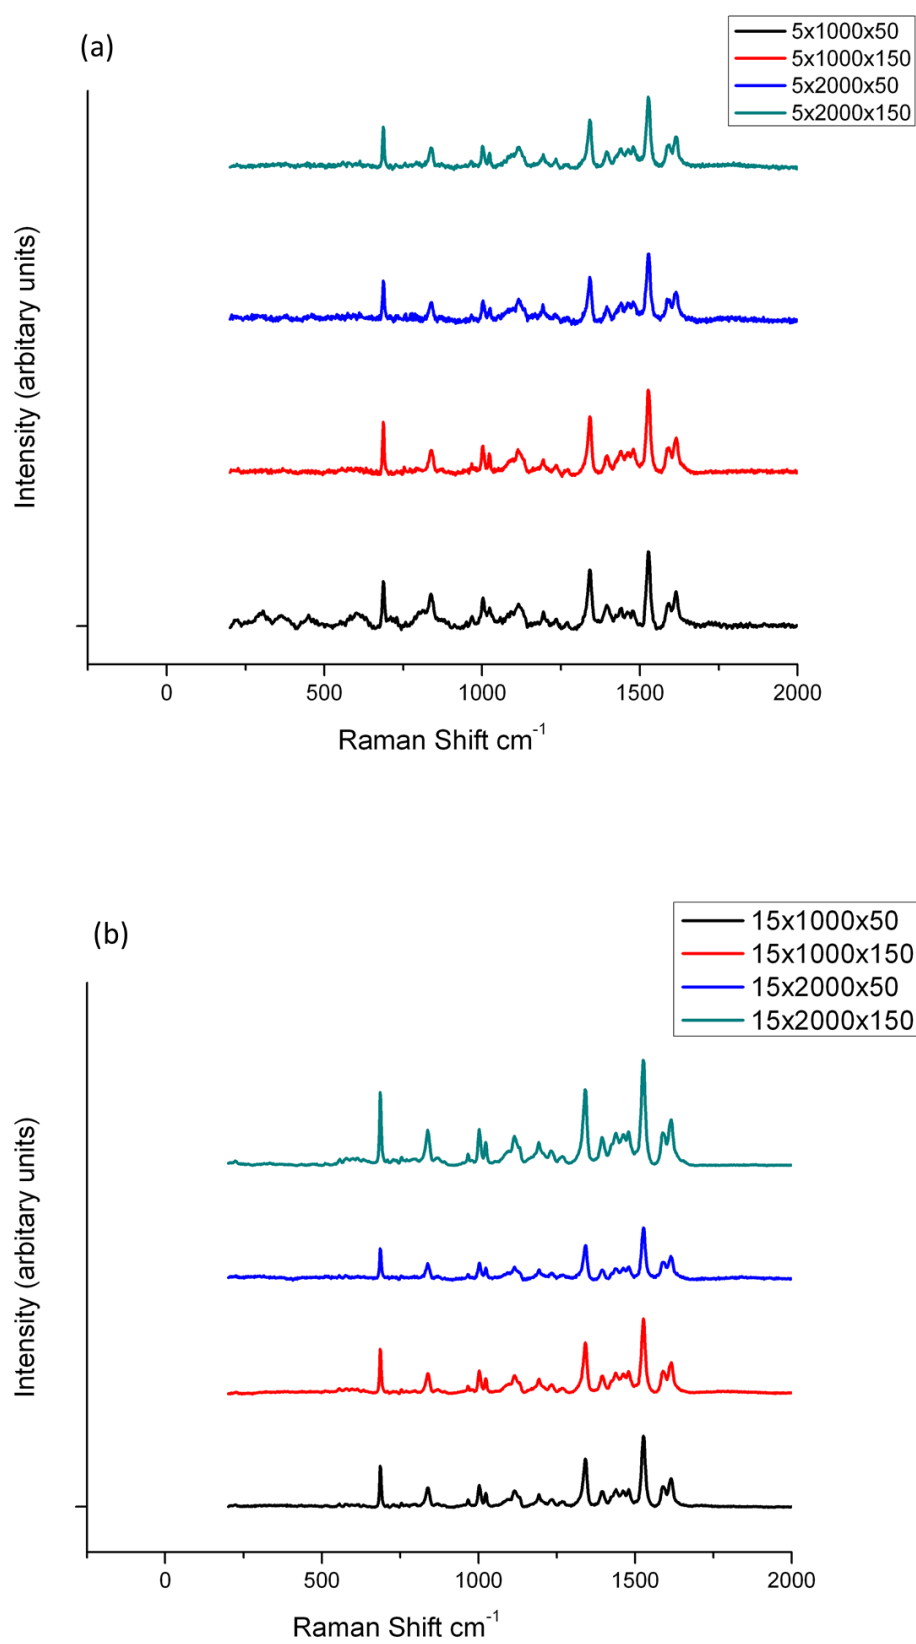 (a)
5x1000x50
5x1000x150
5x2000x50
5x2000x150
Intensity (arbitary units)
0 500 1000 1500 2000
Raman Shift cm⁻¹
(b)
15x1000x50
15x1000x150
15x2000x50
15x2000x150
Intensity (arbitary units)
0 500 1000 1500 2000
Raman Shift cm⁻¹